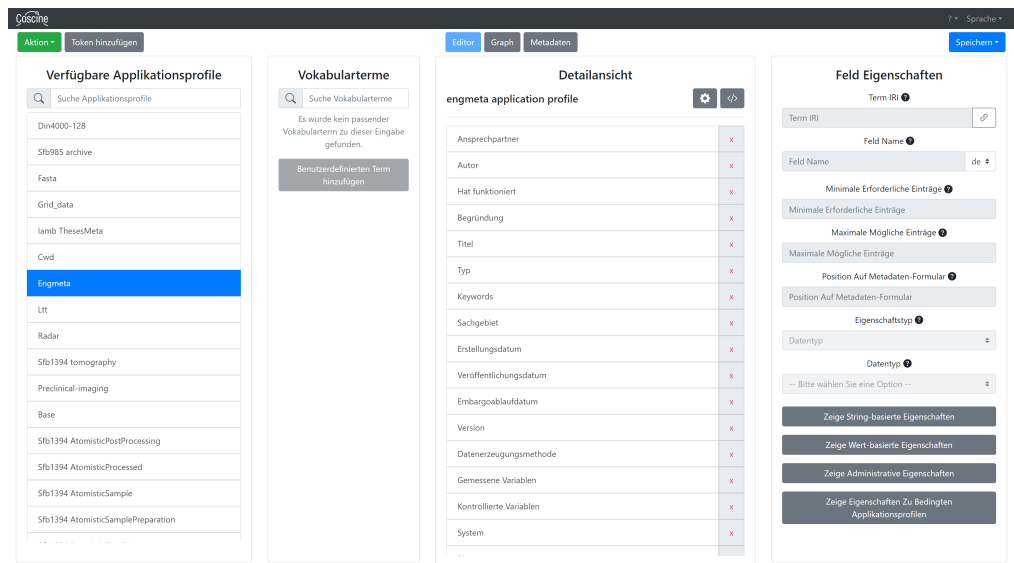 Coscine
? Sprache
Aktion
Token hinzufügen
Editor
Graph
Metadaten
Speichern
Verfügbare Applikationsprofile
Suche Applikationsprofile
Din4000-128
Sfb985 archive
Fasta
Grid_data
Iamb ThesesMeta
Cwd
Engmeta
Ltt
Radar
Sfb1394 tomography
Preclinical-imaging
Base
Sfb1394 AtomisticPostProcessing
Sfb1394 AtomisticProcessed
Sfb1394 AtomisticSample
Sfb1394 AtomisticSamplePreparation
Vokabularterme
Suche Vokabularterme
Es wurde kein passender
Vokabularterm zu dieser Eingabe
gefunden.
Benutzerdefinierten Term
hinzufügen
Detailansicht
engmeta application profile
</>
Ansprechpartner x
Autor x
Hat funktioniert x
Begründung x
Titel x
Typ x
Keywords x
Sachgebiet x
Erstellungsdatum x
Veröffentlichungsdatum x
Embargoablaufdatum x
Version x
Datenerzeugungsmethode x
Gemessene Variablen x
Kontrollierte Variablen x
System x
Feld Eigenschaften
Term IRI ?
Term IRI
Feld Name ?
Feld Name de
Minimale Erforderliche Einträge ?
Minimale Erforderliche Einträge
Maximale Mögliche Einträge ?
Maximale Mögliche Einträge
Position Auf Metadaten-Formular ?
Position Auf Metadaten-Formular
Eigenschaftstyp ?
Datentyp
Datentyp ?
-- Bitte wählen Sie eine Option --
Zeige String-basierte Eigenschaften
Zeige Wert-basierte Eigenschaften
Zeige Administrative Eigenschaften
Zeige Eigenschaften Zu Bedingten
Applikationsprofilen